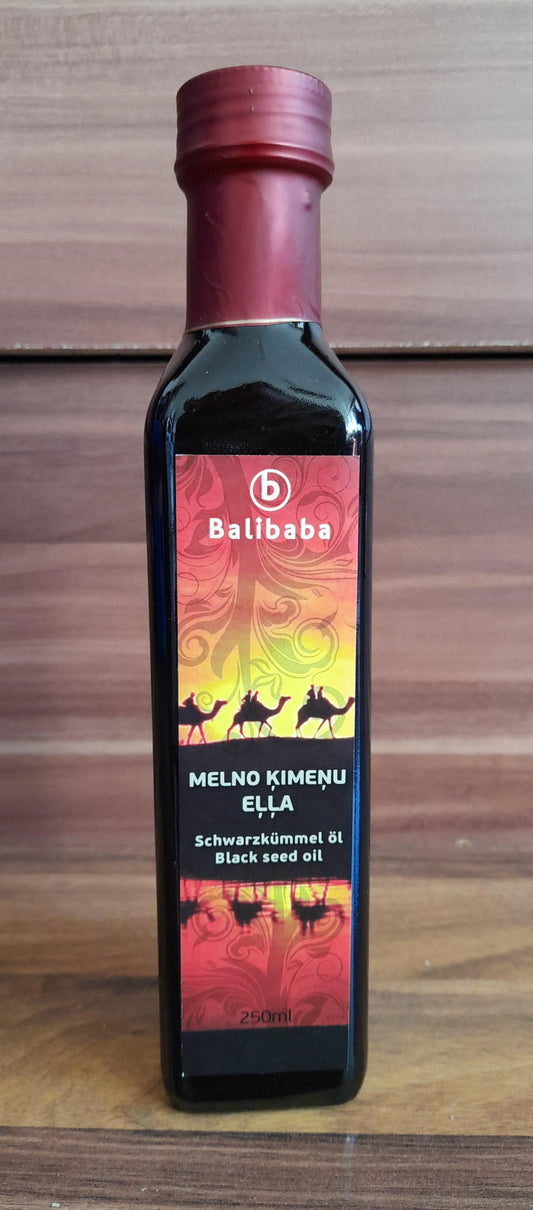 b
Balibaba
MELNO ĶIMEŅU
EĻĻA
Schwarzkümmel öl
Black seed oil
250ml